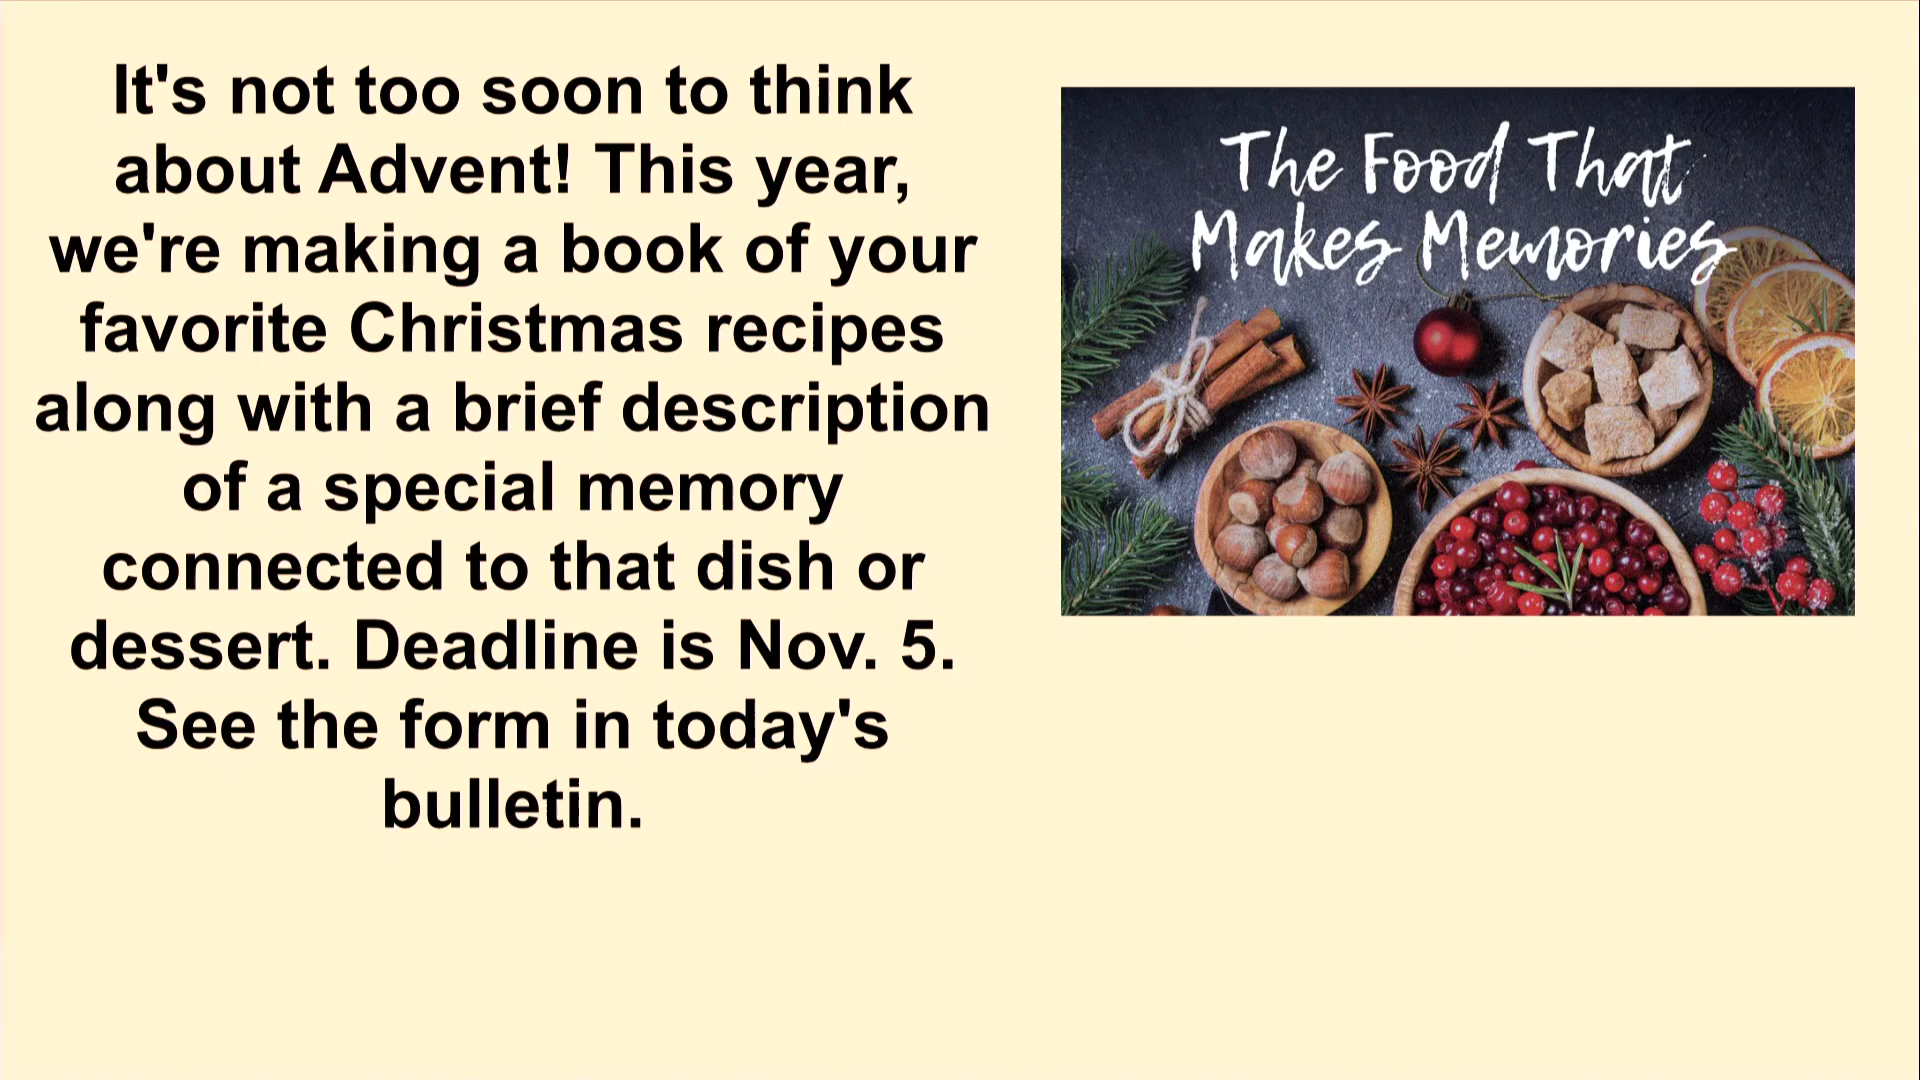 It's not too soon to think
about Advent! This year,
we're making a book of your
favorite Christmas recipes
along with a brief description
of a special memory
connected to that dish or
dessert. Deadline is Nov. 5.
See the form in today's
bulletin.
The Food That
Makes Memories